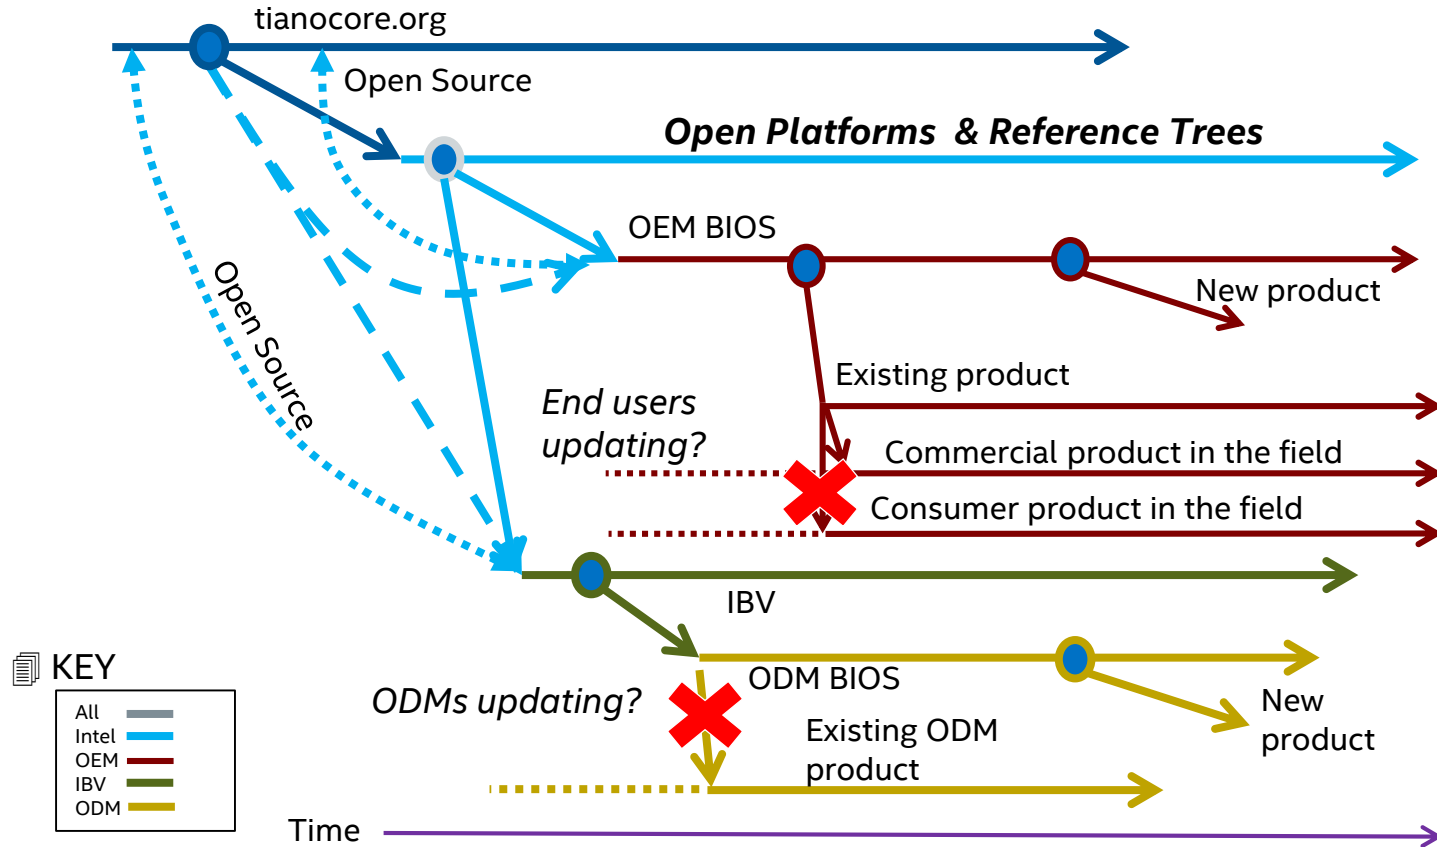 tianocore.org
Open Source
Open Platforms & Reference Trees
OEM BIOS
New product
Open Source
Existing product
End users
updating?
Commercial product in the field
Consumer product in the field
IBV
KEY
All
Intel
OEM
IBV
ODM
ODMs updating?
ODM BIOS
New
product
Existing ODM
product
Time